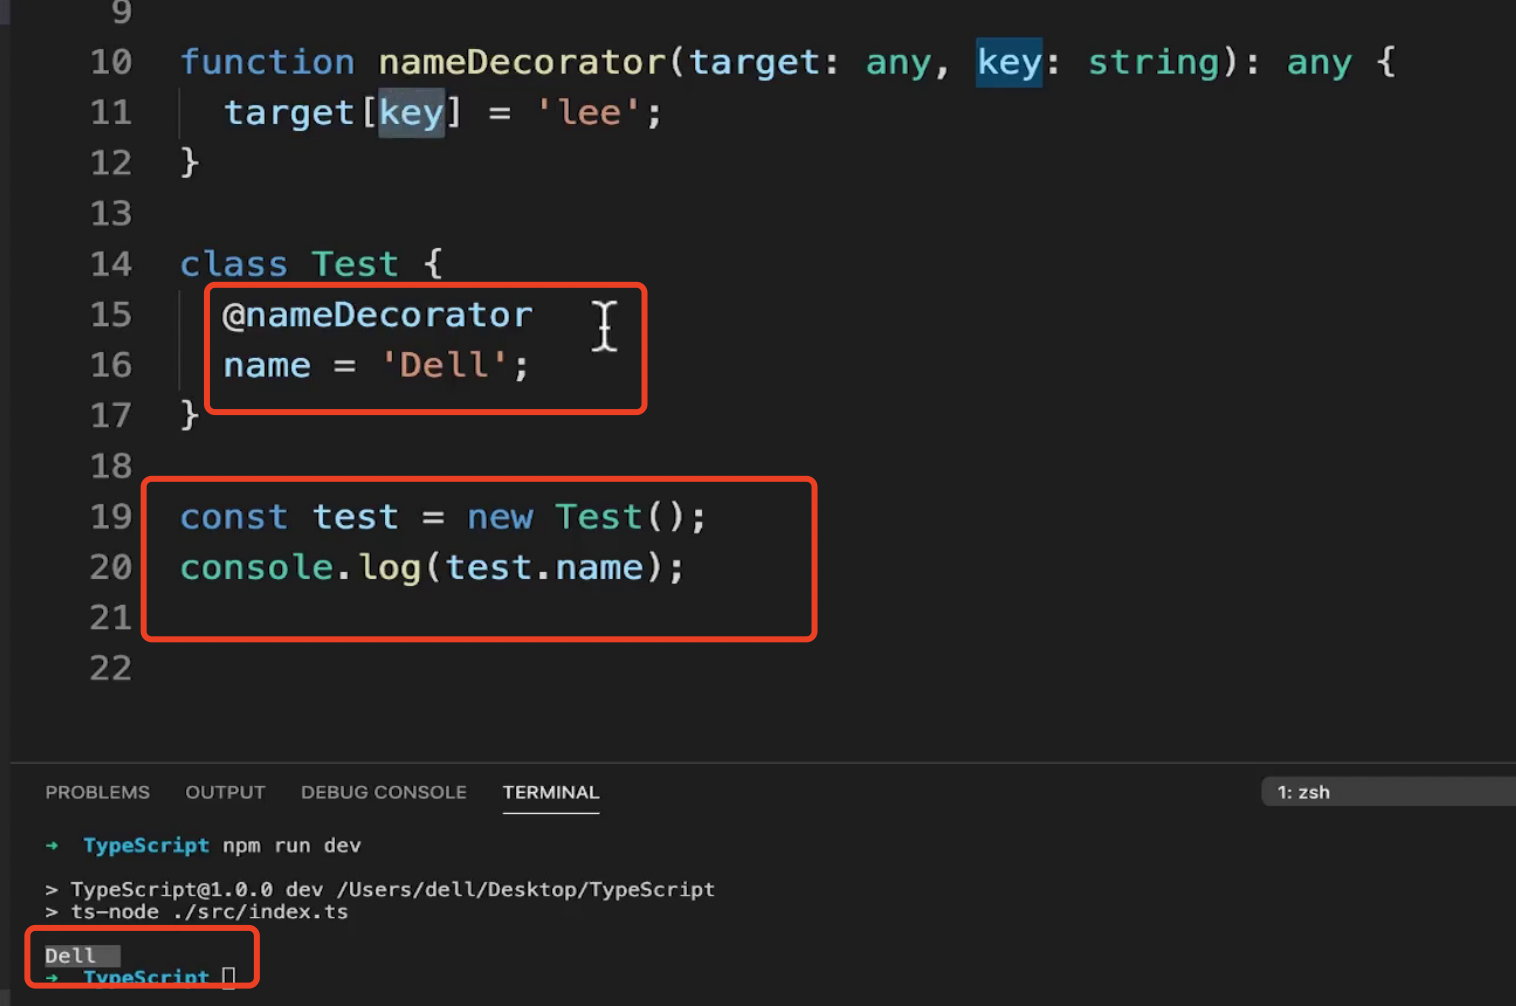 9
10 function nameDecorator(target: any, key: string): any {
11 target[key] = 'lee';
12 }
13
14 class Test {
15 @nameDecorator
16 name = 'Dell';
17 }
18
19 const test = new Test();
20 console.log(test.name);
21
22
PROBLEMS OUTPUT DEBUG CONSOLE TERMINAL 1: zsh
➜ TypeScript npm run dev
> TypeScript@1.0.0 dev /Users/dell/Desktop/TypeScript
> ts-node ./src/index.ts
Dell
➜ TypeScript